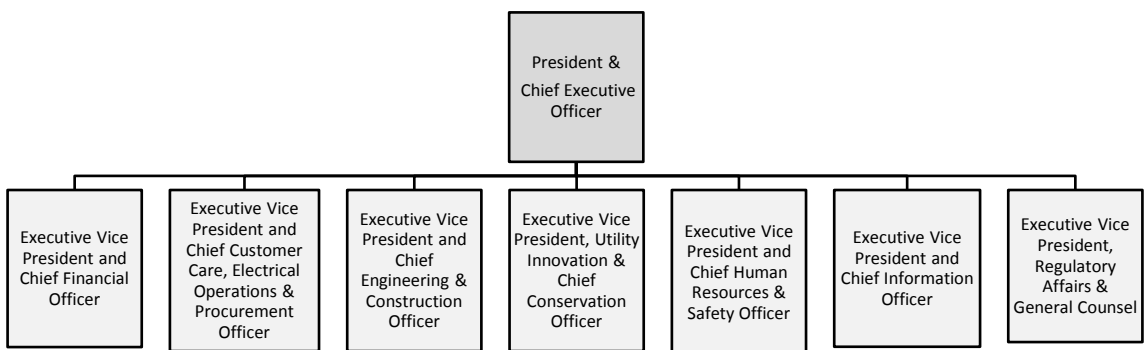 President &
Chief Executive
Officer
Executive Vice
President and
Chief Financial
Officer
Executive Vice
President and
Chief Customer
Care, Electrical
Operations &
Procurement
Officer
Executive Vice
President and
Chief
Engineering &
Construction
Officer
Executive Vice
President, Utility
Innovation &
Chief
Conservation
Officer
Executive Vice
President and
Chief Human
Resources &
Safety Officer
Executive Vice
President and
Chief Information
Officer
Executive Vice
President,
Regulatory
Affairs &
General Counsel